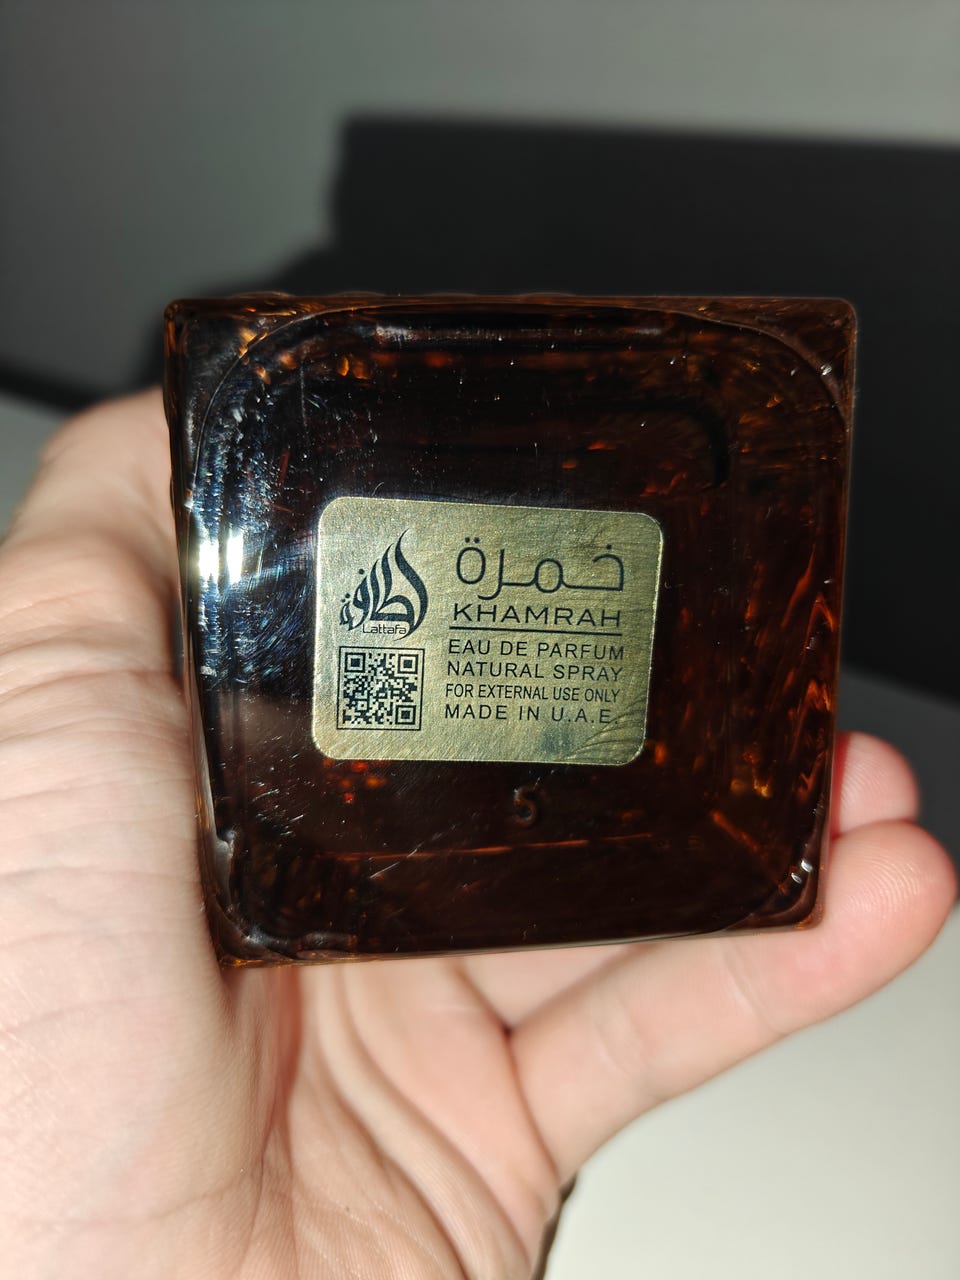 لطافة
Lattafa
خمرة
KHAMRAH
EAU DE PARFUM
NATURAL SPRAY
FOR EXTERNAL USE ONLY
MADE IN U.A.E.
5